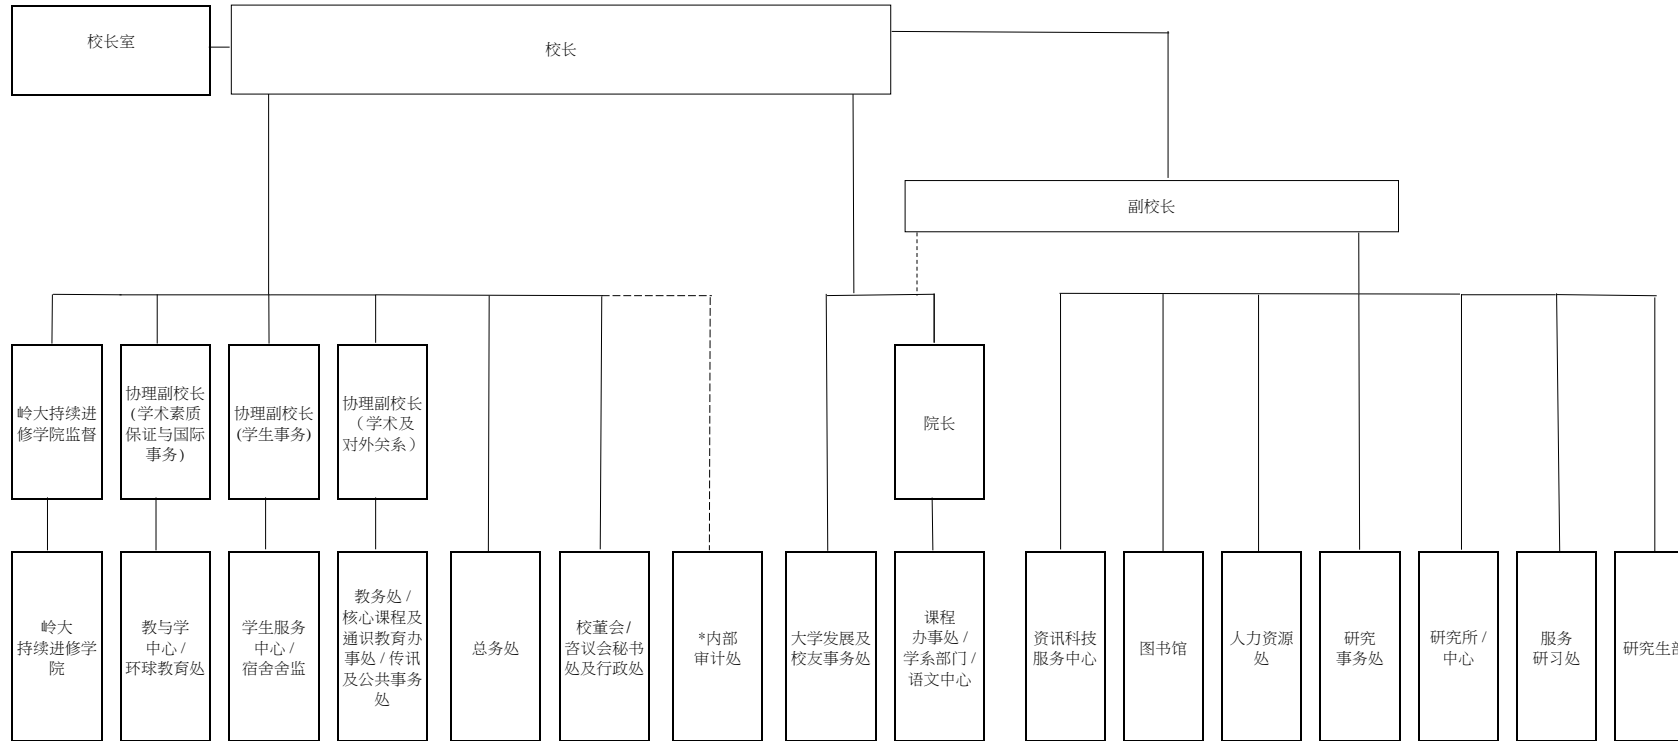 校长室
校长
副校长
岭大持续进
修学院监督
协理副校长
(学术素质
保证与国际
事务)
协理副校长
(学生事务)
协理副校长
（学术及
对外关系）
院长
岭大
持续进修学
院
教与学
中心 /
环球教育处
学生服务
中心 /
宿舍舍监
教务处 /
核心课程及
通识教育办
事处 / 传讯
及公共事务
处
总务处
校董会/
咨议会秘书
处及行政处
*内部
审计处
大学发展及
校友事务处
课程
办事处 /
学系部门 /
语文中心
资讯科技
服务中心
图书馆
人力资源
处
研究
事务处
研究所 /
中心
服务
研习处
研究生部